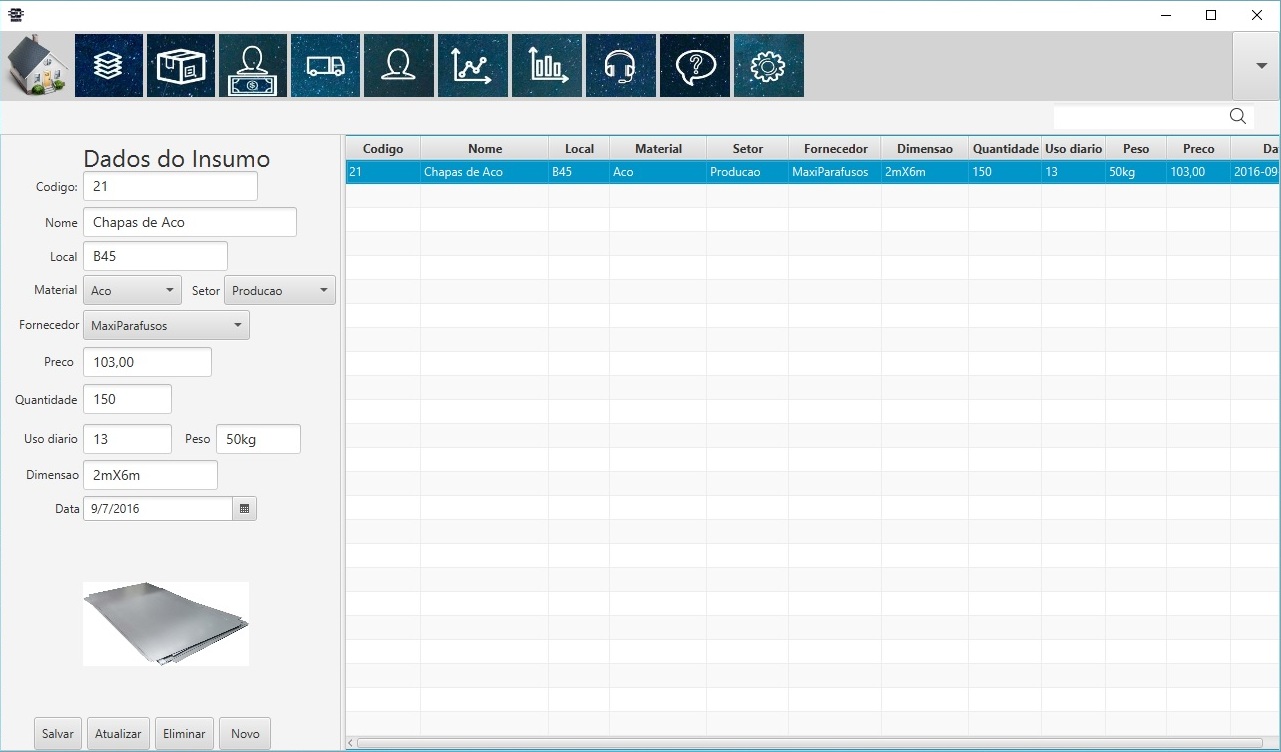 Dados do Insumo
Codigo: 21
Nome Chapas de Aco
Local B45
Material Aco Setor Producao
Fornecedor MaxiParafusos
Preco 103,00
Quantidade 150
Uso diario 13 Peso 50kg
Dimensao 2mX6m
Data 9/7/2016
Salvar Atualizar Eliminar Novo
Codigo Nome Local Material Setor Fornecedor Dimensao Quantidade Uso diario Peso Preco Da
21 Chapas de Aco B45 Aco Producao MaxiParafusos 2mX6m 150 13 50kg 103,00 2016-09